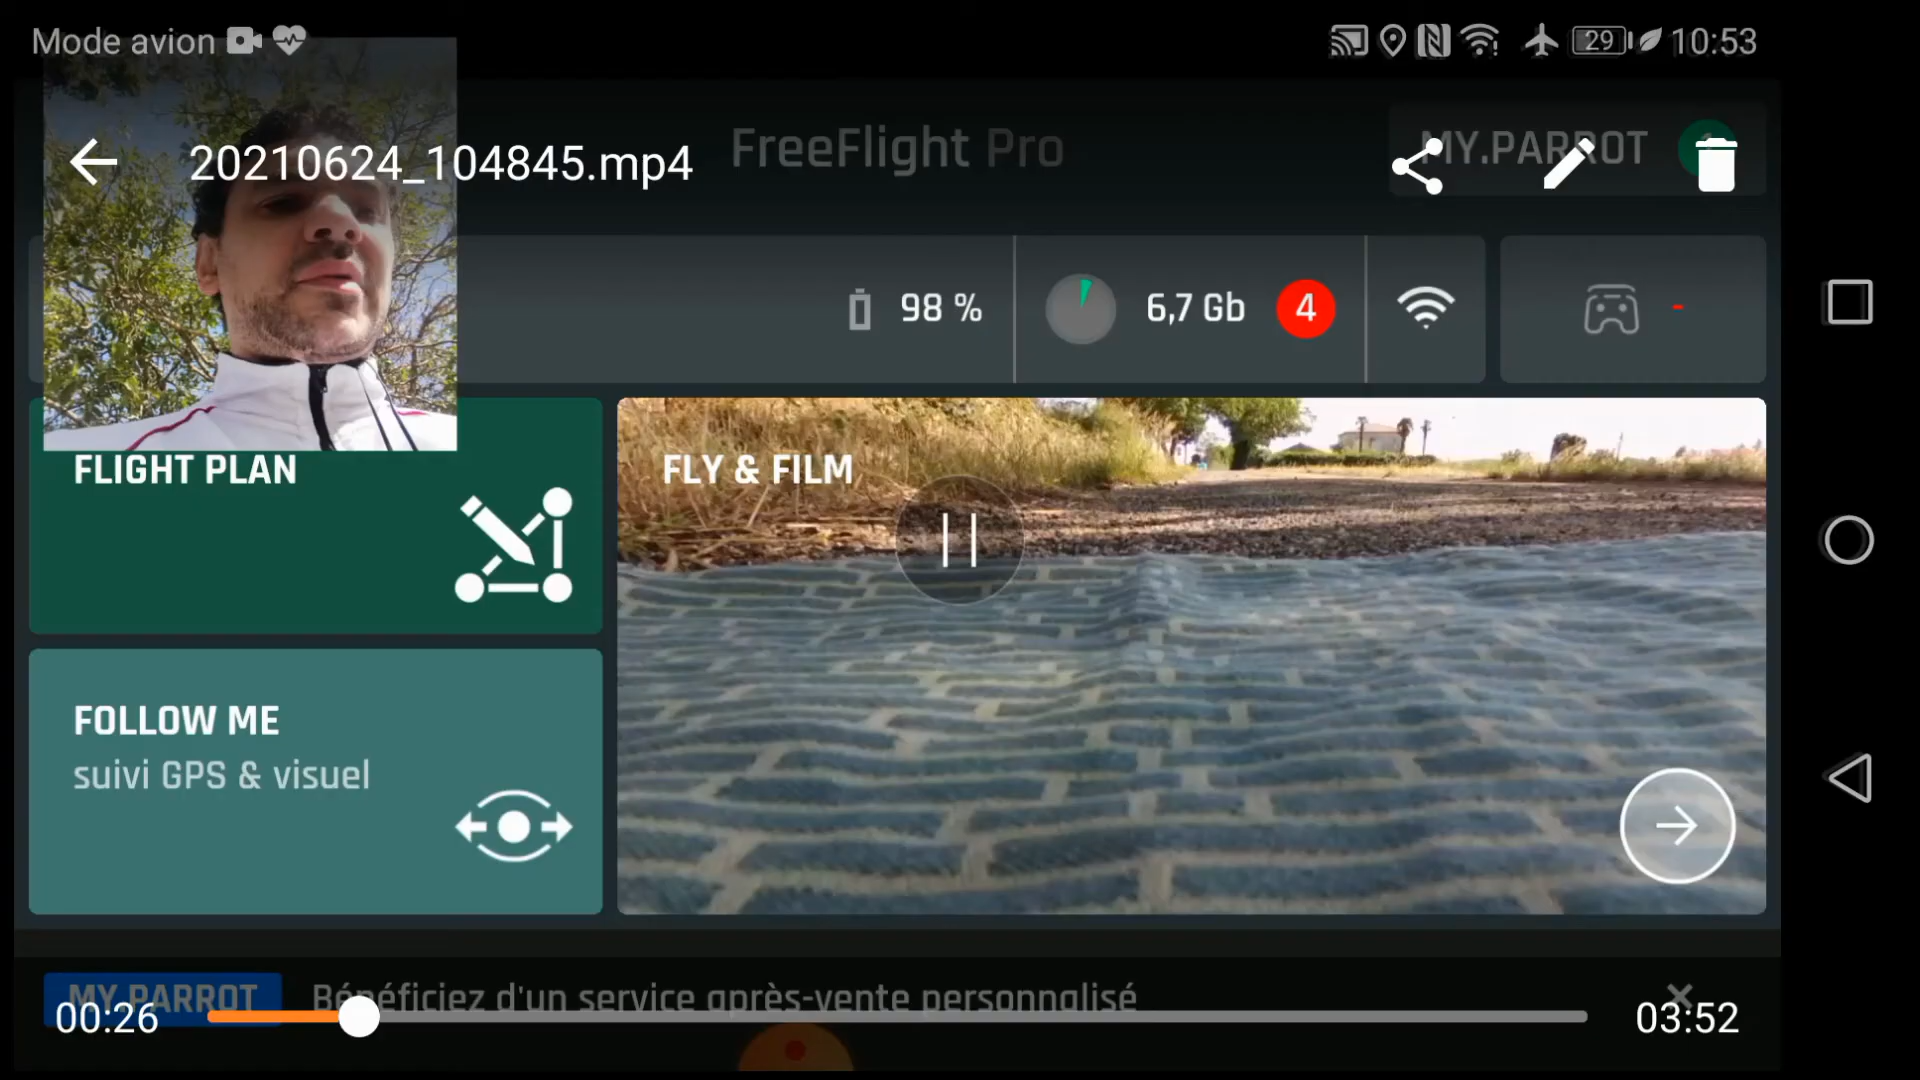 Mode avion
29 10:53
20210624_104845.mp4
FreeFlight Pro
MY.PARROT
98 %
6,7 Gb
4
-
FLIGHT PLAN
FLY & FILM
FOLLOW ME
suivi GPS & visuel
MY.PARROT
Bénéficiez d'un service après-vente personnalisé
00:26
03:52